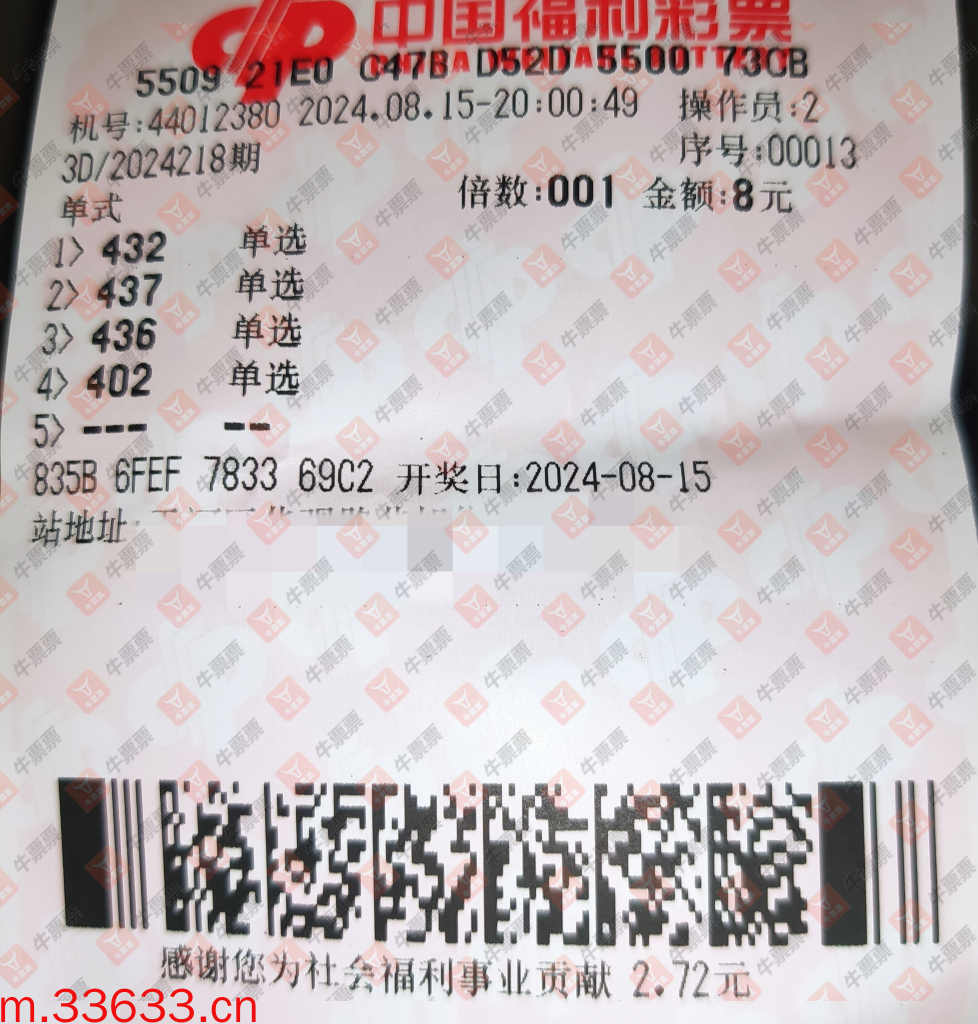 中国福利彩票
5509 21E0 C47B D52D 5500 73CB
机号:44012380 2024.08.15-20:00:49 操作员:2
3D/2024218期 序号:00013
单式 倍数:001 金额:8元
1> 432 单选
2> 437 单选
3> 436 单选
4> 402 单选
5> --- --
835B 6FEF 7833 69C2 开奖日:2024-08-15
站地址:
感谢您为社会福利事业贡献 2.72元
m.33633.cn
牛票票